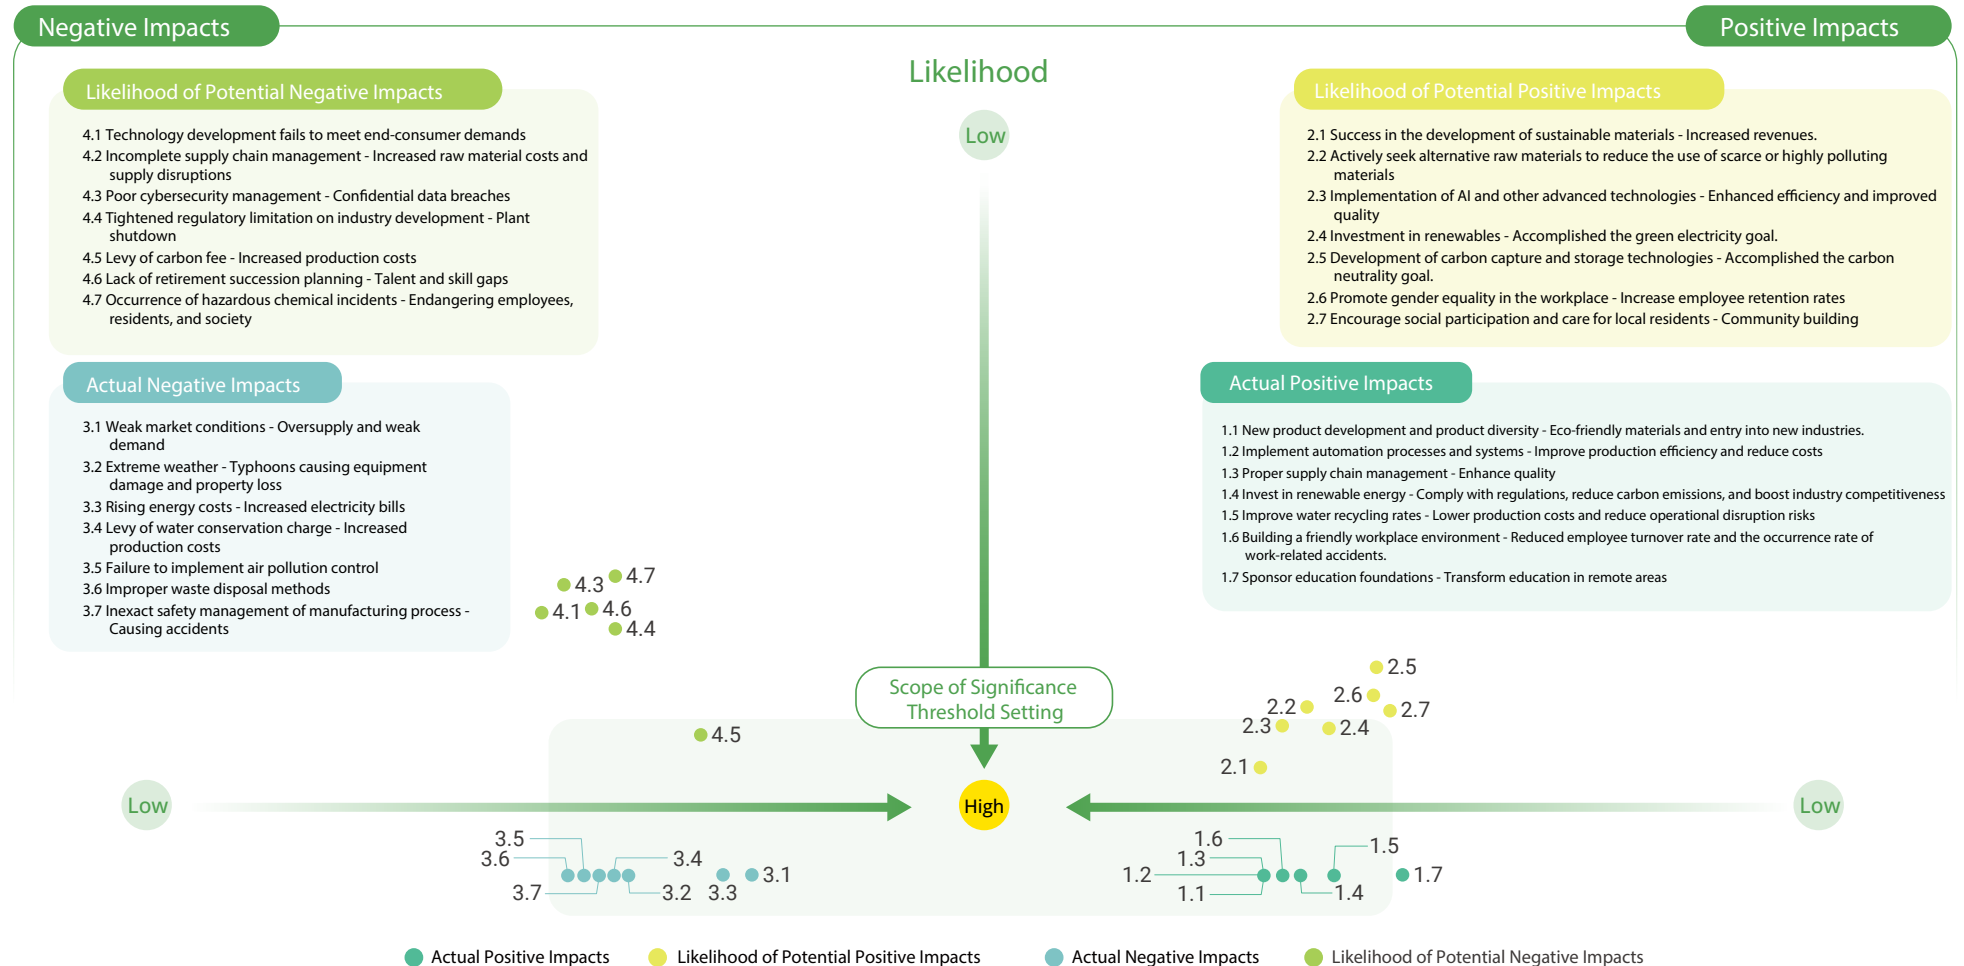 Negative Impacts
Positive Impacts
Likelihood
Low
Likelihood of Potential Negative Impacts
4.1 Technology development fails to meet end-consumer demands
4.2 Incomplete supply chain management - Increased raw material costs and
supply disruptions
4.3 Poor cybersecurity management - Confidential data breaches
4.4 Tightened regulatory limitation on industry development - Plant
shutdown
4.5 Levy of carbon fee - Increased production costs
4.6 Lack of retirement succession planning - Talent and skill gaps
4.7 Occurrence of hazardous chemical incidents - Endangering employees,
residents, and society
Likelihood of Potential Positive Impacts
2.1 Success in the development of sustainable materials - Increased revenues.
2.2 Actively seek alternative raw materials to reduce the use of scarce or highly polluting
materials
2.3 Implementation of AI and other advanced technologies - Enhanced efficiency and improved
quality
2.4 Investment in renewables - Accomplished the green electricity goal.
2.5 Development of carbon capture and storage technologies - Accomplished the carbon
neutrality goal.
2.6 Promote gender equality in the workplace - Increase employee retention rates
2.7 Encourage social participation and care for local residents - Community building
Actual Negative Impacts
3.1 Weak market conditions - Oversupply and weak
demand
3.2 Extreme weather - Typhoons causing equipment
damage and property loss
3.3 Rising energy costs - Increased electricity bills
3.4 Levy of water conservation charge - Increased
production costs
3.5 Failure to implement air pollution control
3.6 Improper waste disposal methods
3.7 Inexact safety management of manufacturing process -
Causing accidents
Actual Positive Impacts
1.1 New product development and product diversity - Eco-friendly materials and entry into new industries.
1.2 Implement automation processes and systems - Improve production efficiency and reduce costs
1.3 Proper supply chain management - Enhance quality
1.4 Invest in renewable energy - Comply with regulations, reduce carbon emissions, and boost industry competitiveness
1.5 Improve water recycling rates - Lower production costs and reduce operational disruption risks
1.6 Building a friendly workplace environment - Reduced employee turnover rate and the occurrence rate of
work-related accidents.
1.7 Sponsor education foundations - Transform education in remote areas
4.3
4.7
4.1
4.6
4.4
Scope of Significance
Threshold Setting
4.5
2.5
2.6
2.2
2.7
2.3
2.4
2.1
Low
High
Low
3.5
3.6
3.4
3.1
3.7
3.2
3.3
1.6
1.5
1.3
1.2
1.7
1.1
1.4
Actual Positive Impacts
Likelihood of Potential Positive Impacts
Actual Negative Impacts
Likelihood of Potential Negative Impacts